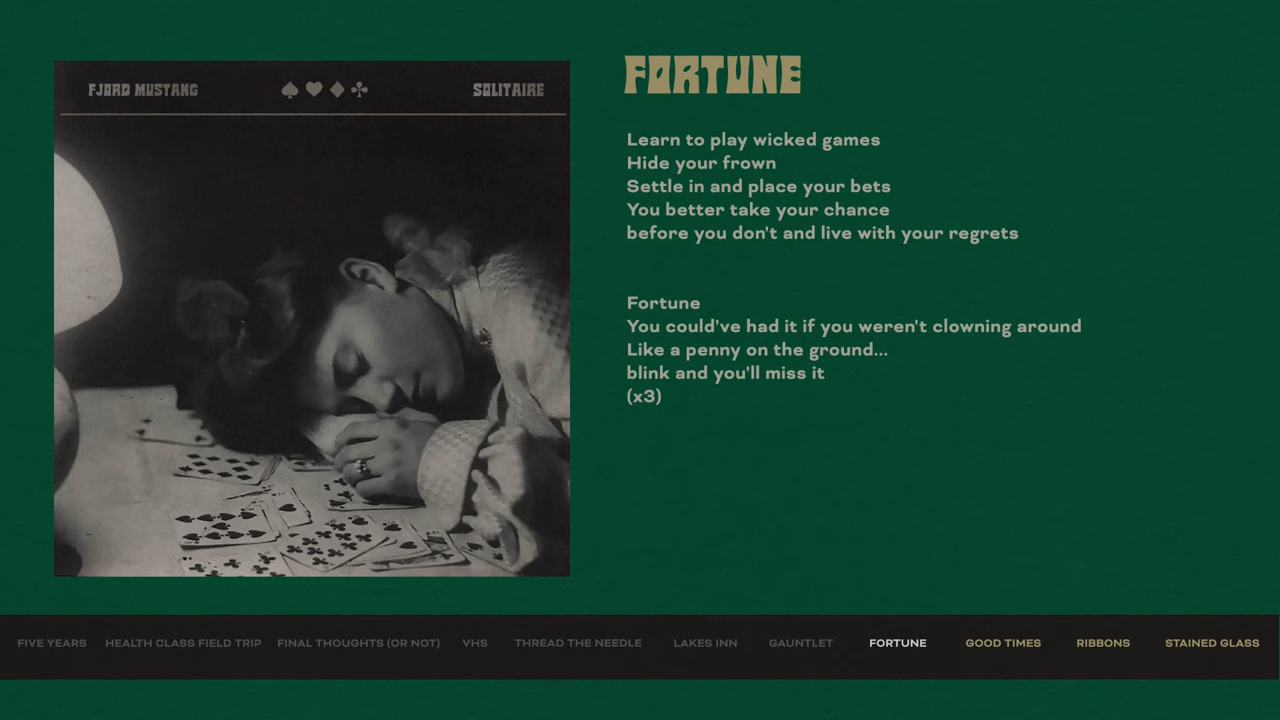 FJORD MUSTANG
SOLITAIRE
FORTUNE
Learn to play wicked games
Hide your frown
Settle in and place your bets
You better take your chance
before you don't and live with your regrets
Fortune
You could've had it if you weren't clowning around
Like a penny on the ground...
blink and you'll miss it
(x3)
FIVE YEARS
HEALTH CLASS FIELD TRIP
FINAL THOUGHTS (OR NOT)
VHS
THREAD THE NEEDLE
LAKES INN
GAUNTLET
FORTUNE
GOOD TIMES
RIBBONS
STAINED GLASS